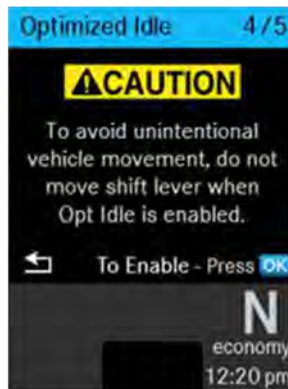 Optimized Idle 4/5
CAUTION
To avoid unintentional
vehicle movement, do not
move shift lever when
Opt Idle is enabled.
To Enable - Press OK
N
economy
12:20 pm